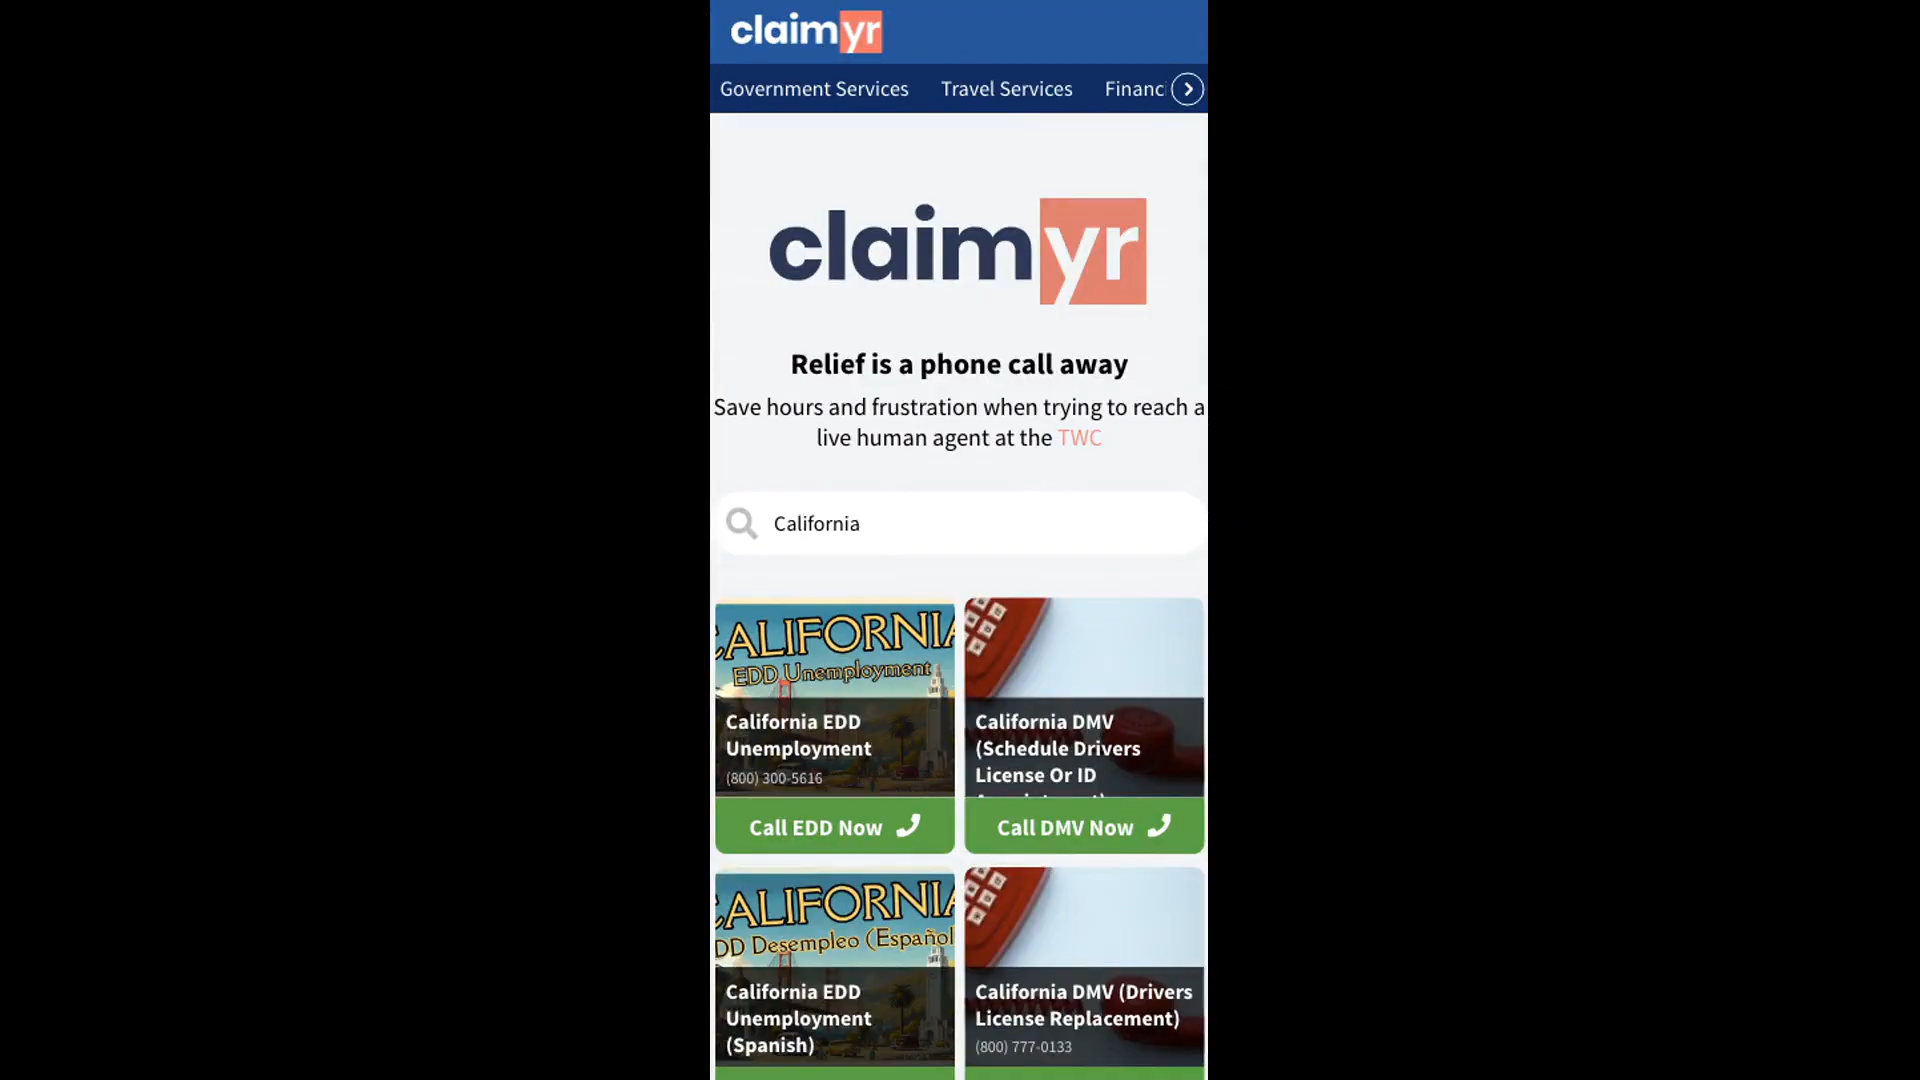 claimyr
Government Services Travel Services Financ
claimyr
Relief is a phone call away
Save hours and frustration when trying to reach a
live human agent at the TWC
California
CALIFORNIA
EDD Unemployment
California EDD
Unemployment
(800) 300-5616
Call EDD Now
California DMV
(Schedule Drivers
License Or ID
Call DMV Now
CALIFORNIA
DD Desempleo (Español
California EDD
Unemployment
(Spanish)
California DMV (Drivers
License Replacement)
(800) 777-0133